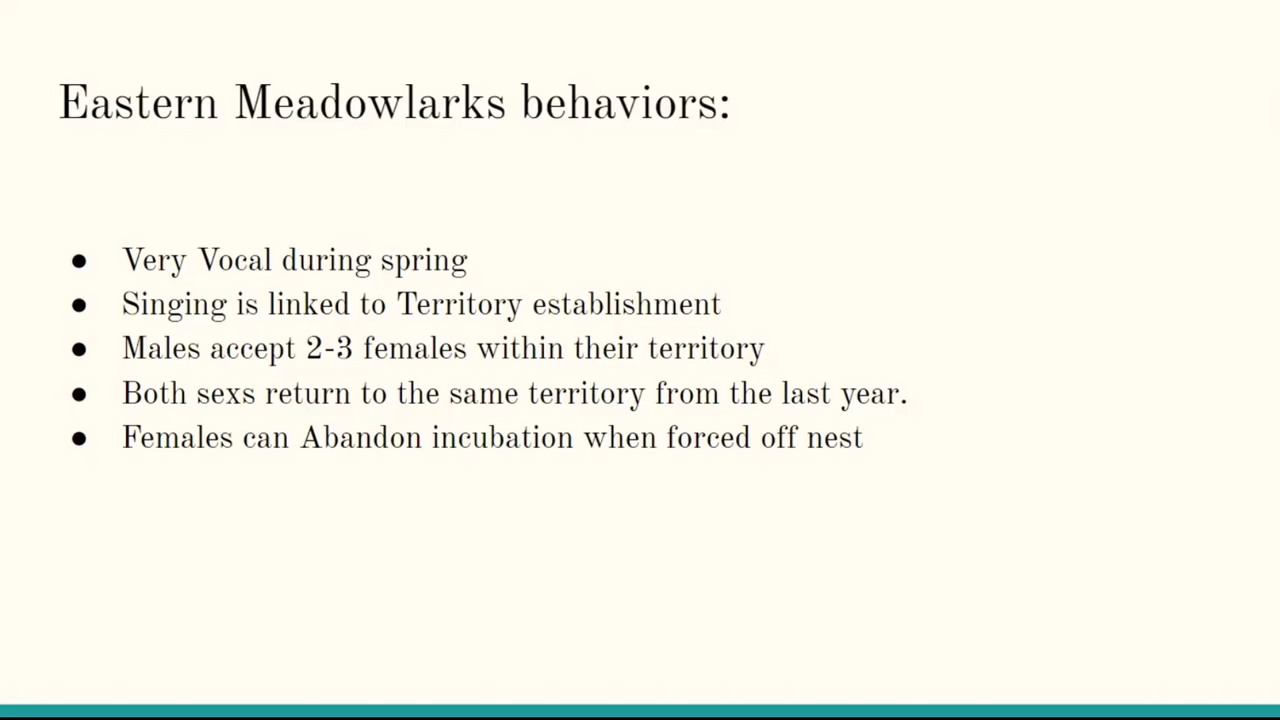 Eastern Meadowlarks behaviors:
● Very Vocal during spring
● Singing is linked to Territory establishment
● Males accept 2-3 females within their territory
● Both sexs return to the same territory from the last year.
● Females can Abandon incubation when forced off nest